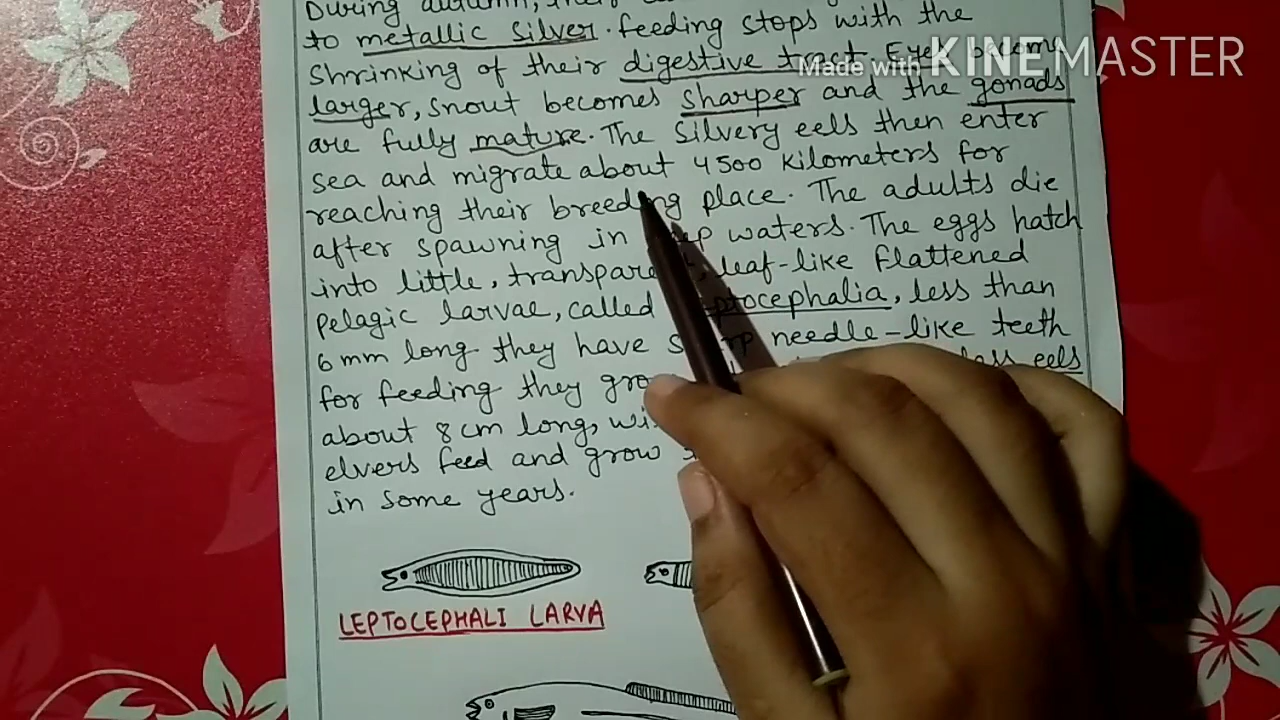 During autumn,
to metallic silver. feeding stops with the
Shrinking of their digestive tract. Eyes become
larger, snout becomes sharper and the gonads
are fully mature. The silvery eels then enter
sea and migrate about 4500 kilometers for
reaching their breeding place. The adults die
after spawning in waters. The eggs hatch
into little, transparent, leaf-like flattened
pelagic larvae, called leptocephalia, less than
6 mm long they have sharp needle-like teeth
for feeding they eels
about 8 cm long,
elvers feed and grow
in some years.
LEPTOCEPHALI LARVA
Made with KINEMASTER